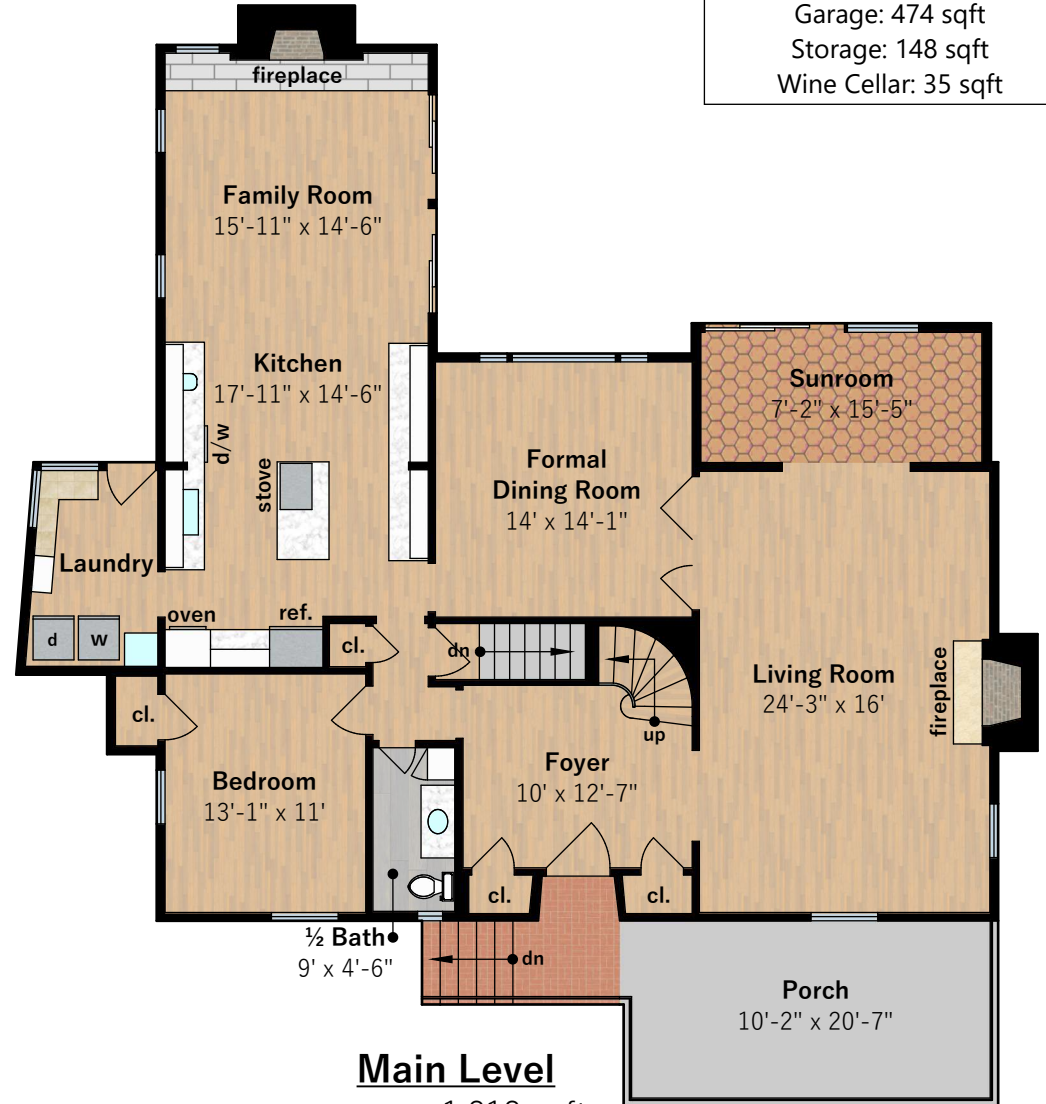 Garage: 474 sqft
Storage: 148 sqft
Wine Cellar: 35 sqft
fireplace
Family Room
15'-11" x 14'-6"
Kitchen
17'-11" x 14'-6"
d/w
stove
Sunroom
7'-2" x 15'-5"
Formal
Dining Room
14' x 14'-1"
Laundry
d
w
oven
ref.
cl.
dn
up
Living Room
24'-3" x 16'
fireplace
cl.
Bedroom
13'-1" x 11'
Foyer
10' x 12'-7"
cl.
cl.
½ Bath
9' x 4'-6"
dn
Porch
10'-2" x 20'-7"
Main Level